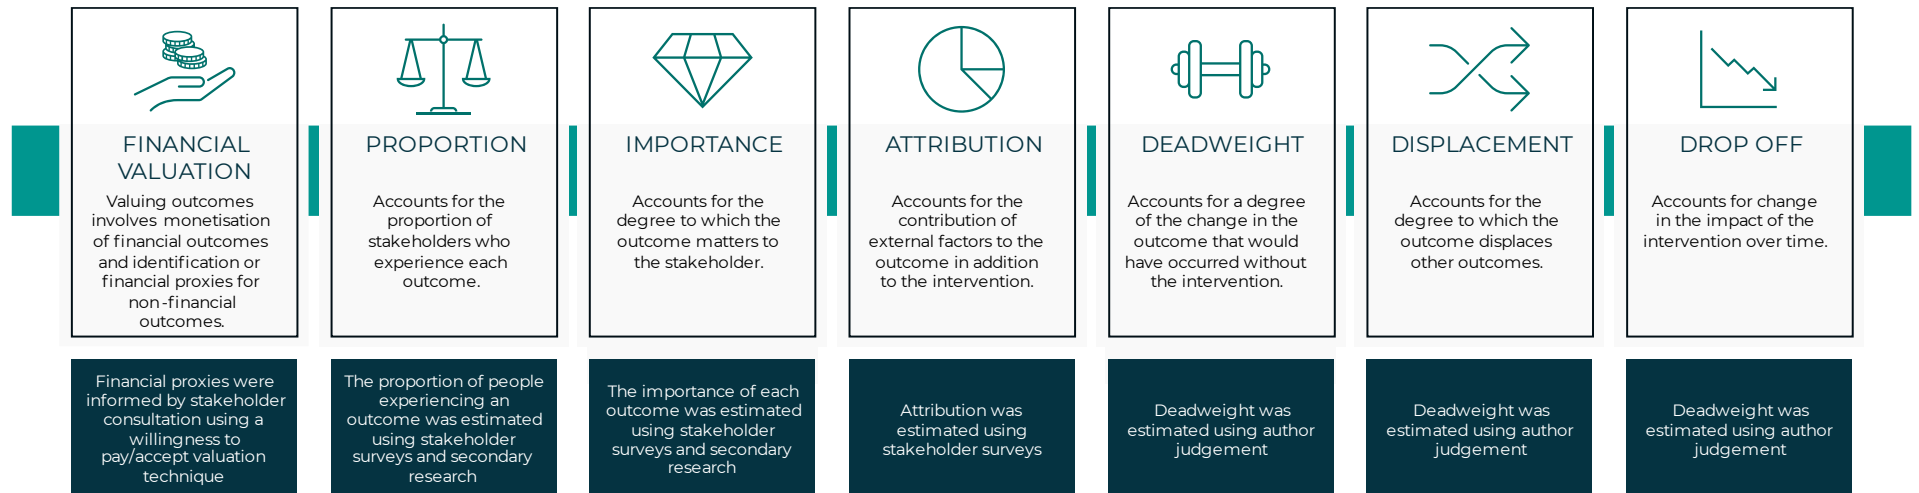 FINANCIAL
VALUATION
Valuing outcomes
involves monetisation
of financial outcomes
and identification or
financial proxies for
non-financial
outcomes.
Financial proxies were
informed by stakeholder
consultation using a
willingness to
pay/accept valuation
technique
PROPORTION
Accounts for the
proportion of
stakeholders who
experience each
outcome.
The proportion of people
experiencing an
outcome was estimated
using stakeholder
surveys and secondary
research
IMPORTANCE
Accounts for the
degree to which the
outcome matters to
the stakeholder.
The importance of each
outcome was estimated
using stakeholder
surveys and secondary
research
ATTRIBUTION
Accounts for the
contribution of
external factors to the
outcome in addition
to the intervention.
Attribution was
estimated using
stakeholder surveys
DEADWEIGHT
Accounts for a degree
of the change in the
outcome that would
have occurred without
the intervention.
Deadweight was
estimated using author
judgement
DISPLACEMENT
Accounts for the
degree to which the
outcome displaces
other outcomes.
Deadweight was
estimated using author
judgement
DROP OFF
Accounts for change
in the impact of the
intervention over time.
Deadweight was
estimated using author
judgement